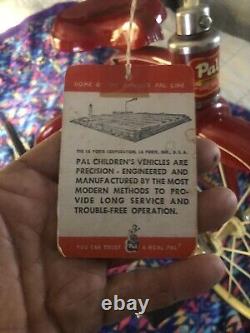 HOME OF THE FAMOUS PAL LINE
Pal
THE LA PORTE CORPORATION, LA PORTE, IND., U.S.A.
PAL CHILDREN'S VEHICLES ARE
PRECISION - ENGINEERED AND
MANUFACTURED BY THE MOST
MODERN METHODS TO PRO-
VIDE LONG SERVICE AND
TROUBLE-FREE OPERATION.
YOU CAN TRUST A REAL PAL